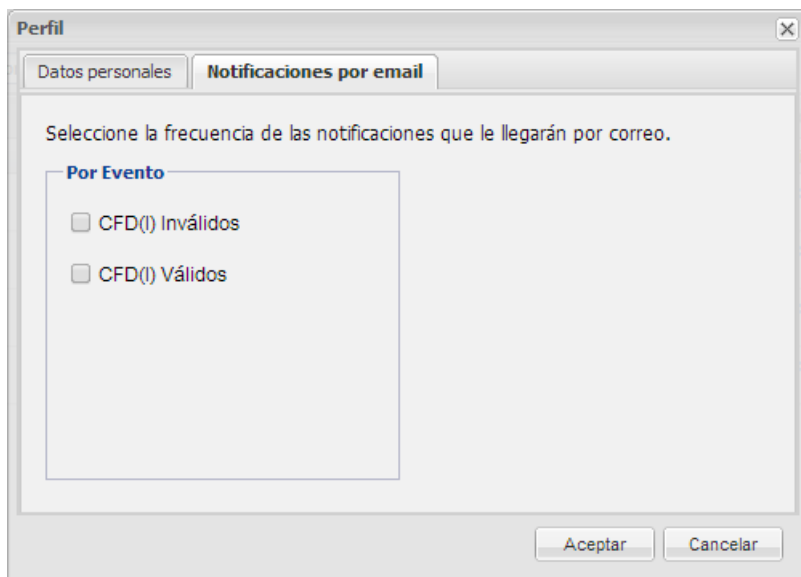 Perfil
Datos personales
Notificaciones por email
Seleccione la frecuencia de las notificaciones que le llegarán por correo.
Por Evento
CFD(I) Inválidos
CFD(I) Válidos
Aceptar
Cancelar